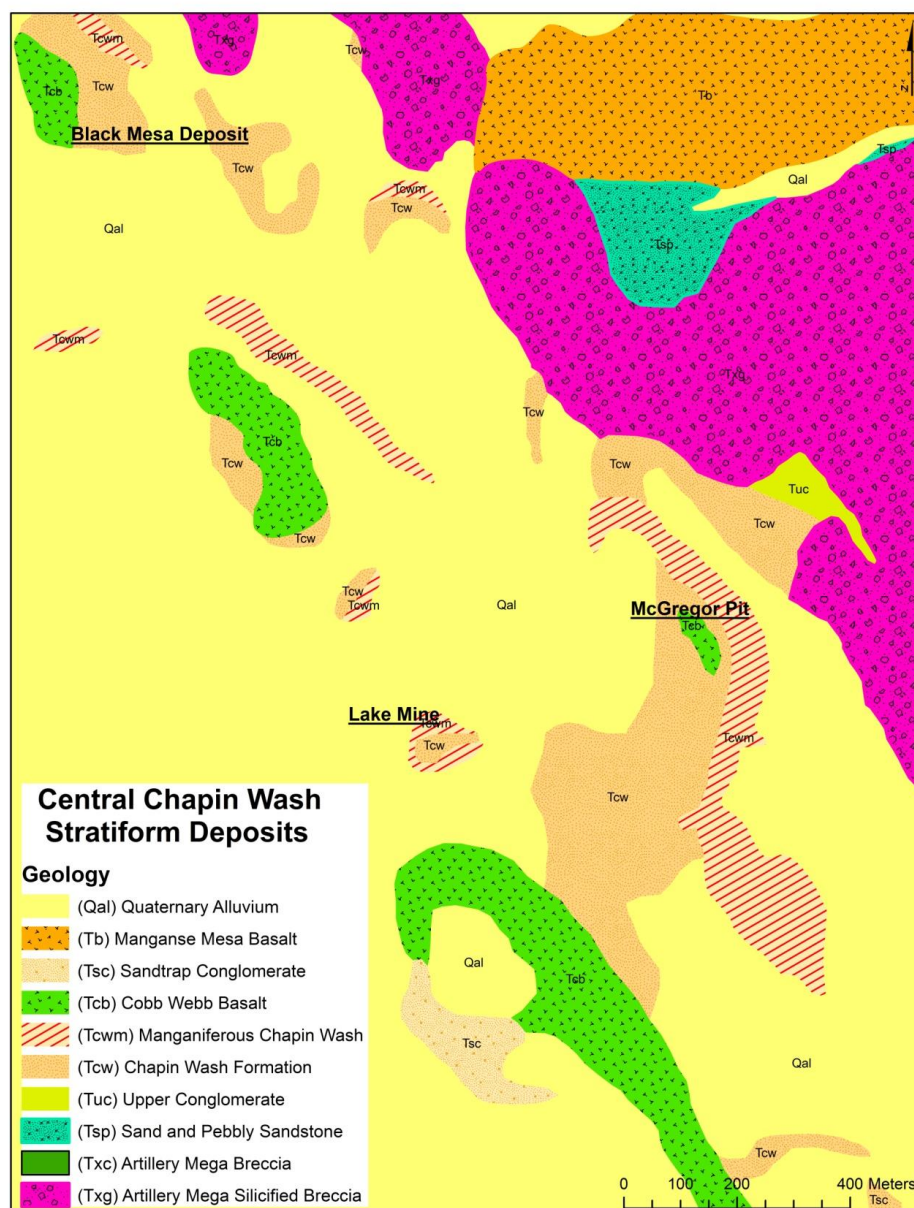 Tcwm
Txg
Tcw
Txg
Tcb
Tcw
Tb
N
Black Mesa Deposit
Tcw
Tsp
Qal
Tcwm
Tcw
Qal
Tsp
Tcwm
Tcwm
Txg
Tcw
Tcb
Tcw
Tcw
Tuc
Tcw
Tcw
Tcw
Tcwm
Qal
McGregor Pit
Tcb
Lake Mine
Tcwm
Tcw
Tcwm
Tcw
Central Chapin Wash
Stratiform Deposits
Geology
(Qal) Quaternary Alluvium
(Tb) Manganse Mesa Basalt
(Tsc) Sandtrap Conglomerate
(Tcb) Cobb Webb Basalt
(Tcwm) Manganiferous Chapin Wash
(Tcw) Chapin Wash Formation
(Tuc) Upper Conglomerate
(Tsp) Sand and Pebbly Sandstone
(Txc) Artillery Mega Breccia
(Txg) Artillery Mega Silicified Breccia
Qal
Tcb
Tsc
Qal
Tcw
0 100 200 400 Meters
Tsc